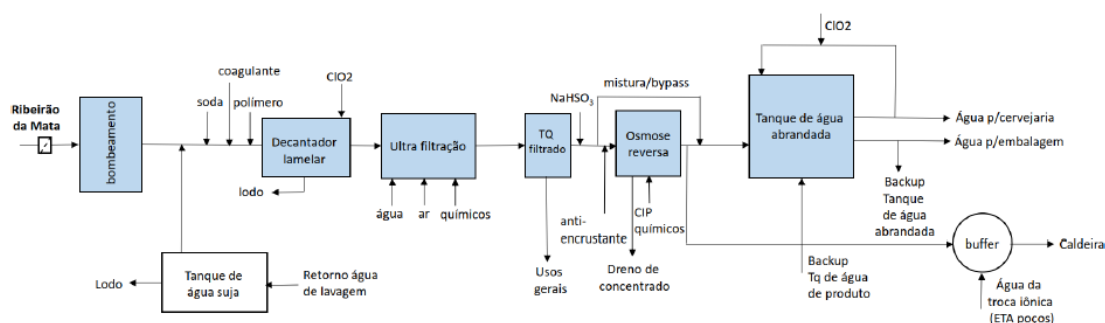 ClO2
coagulante
ClO2
mistura/bypass
soda
polímero
NaHSO₃
Ribeirão
da Mata
bombeamento
Decantador
lamelar
Ultra filtração
TQ
filtrado
Osmose
reversa
Tanque de água
abrandada
Água p/cervejaria
Água p/embalagem
lodo
água
ar
químicos
anti-
encrustante
CIP
químicos
Backup
Tanque
de água
abrandada
Lodo
Tanque de
água suja
Retorno água
de lavagem
Usos
gerais
Dreno de
concentrado
Backup
Tq de água
de produto
buffer
Caldeira
Água da
troca iônica
(ETA pocos)